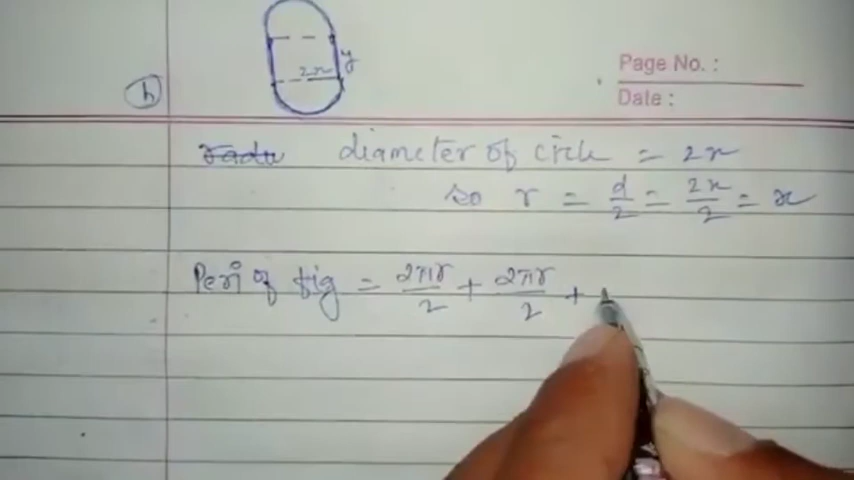 y
2x
Page No. :
(h)
Date :
diameter of circle = 2x
so r = d/2 = 2x/2 = x
Peri of fig = 2πr/2 + 2πr/2 +